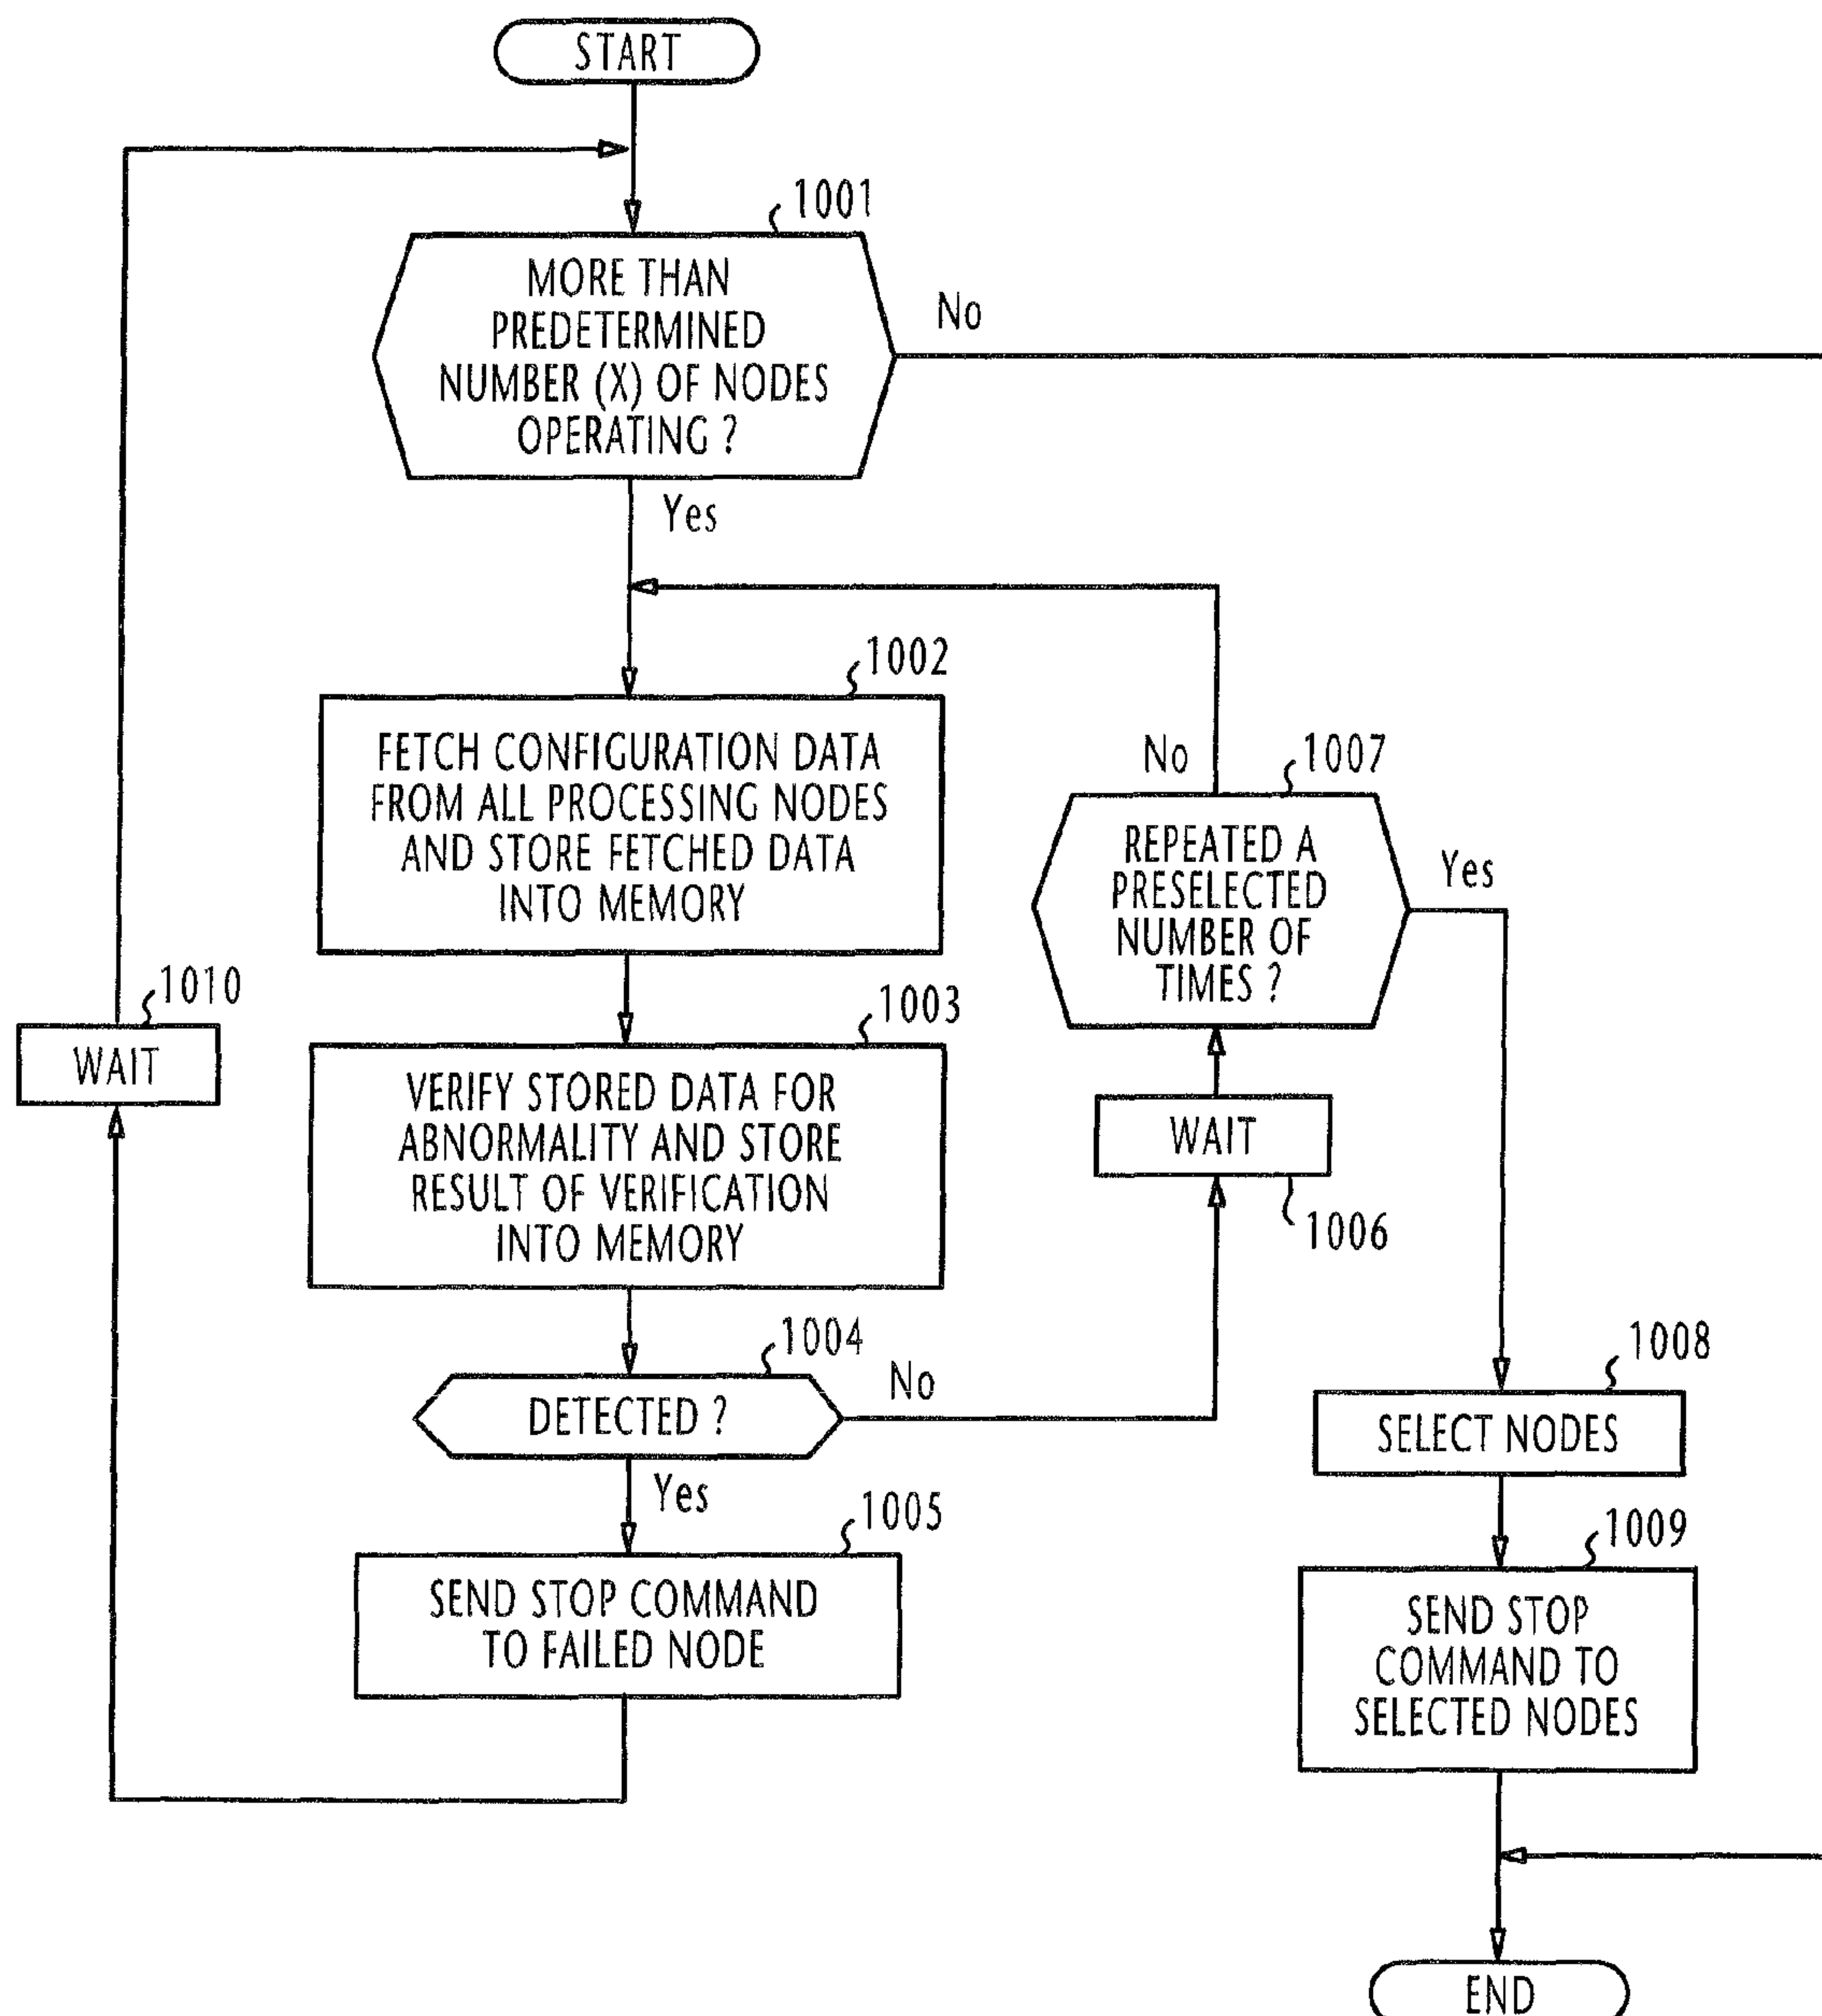 START
1001
MORE THAN
PREDETERMINED
NUMBER (X) OF NODES
OPERATING ?
No
Yes
1002
FETCH CONFIGURATION DATA
FROM ALL PROCESSING NODES
AND STORE FETCHED DATA
INTO MEMORY
No
1007
REPEATED A
PRESELECTED
NUMBER OF
TIMES ?
Yes
1010
WAIT
1003
VERIFY STORED DATA FOR
ABNORMALITY AND STORE
RESULT OF VERIFICATION
INTO MEMORY
WAIT
1006
1004
DETECTED ?
No
Yes
1008
SELECT NODES
1005
SEND STOP COMMAND
TO FAILED NODE
1009
SEND STOP
COMMAND TO
SELECTED NODES
END